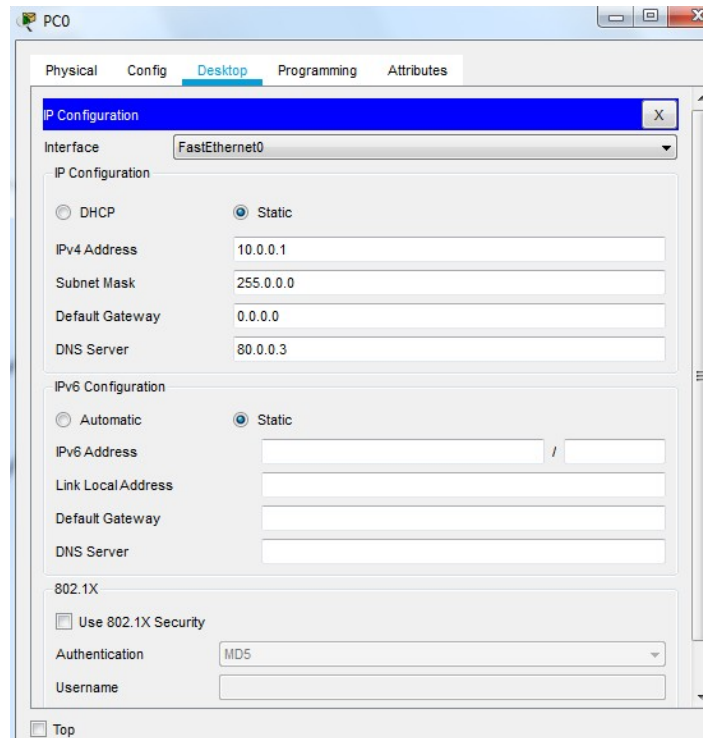 PC0
Physical Config Desktop Programming Attributes
IP Configuration X
Interface FastEthernet0
IP Configuration
DHCP Static
IPv4 Address 10.0.0.1
Subnet Mask 255.0.0.0
Default Gateway 0.0.0.0
DNS Server 80.0.0.3
IPv6 Configuration
Automatic Static
IPv6 Address /
Link Local Address
Default Gateway
DNS Server
802.1X
Use 802.1X Security
Authentication MD5
Username
Top